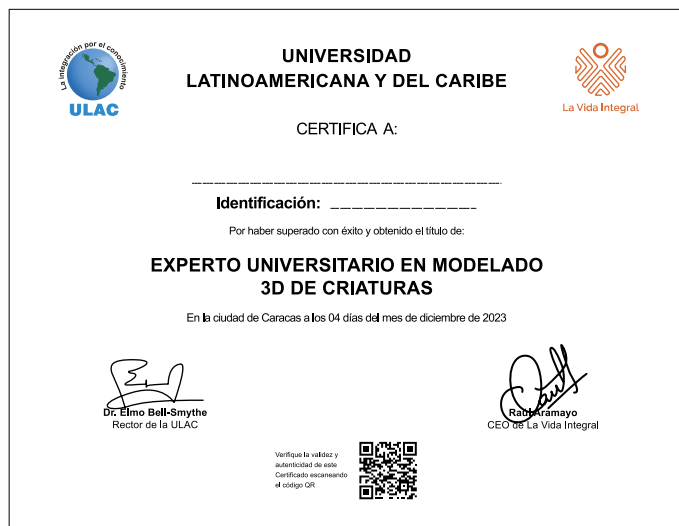 La integración por el conocimiento
ULAC
UNIVERSIDAD
LATINOAMERICANA Y DEL CARIBE
La Vida Integral
CERTIFICA A:
Identificación:
Por haber superado con éxito y obtenido el título de:
EXPERTO UNIVERSITARIO EN MODELADO
3D DE CRIATURAS
En la ciudad de Caracas a los 04 días del mes de diciembre de 2023
Dr. Elmo Bell-Smythe
Rector de la ULAC
Raúl Aramayo
CEO de La Vida Integral
Verifique la validez y
autenticidad de este
Certificado escaneando
el código QR